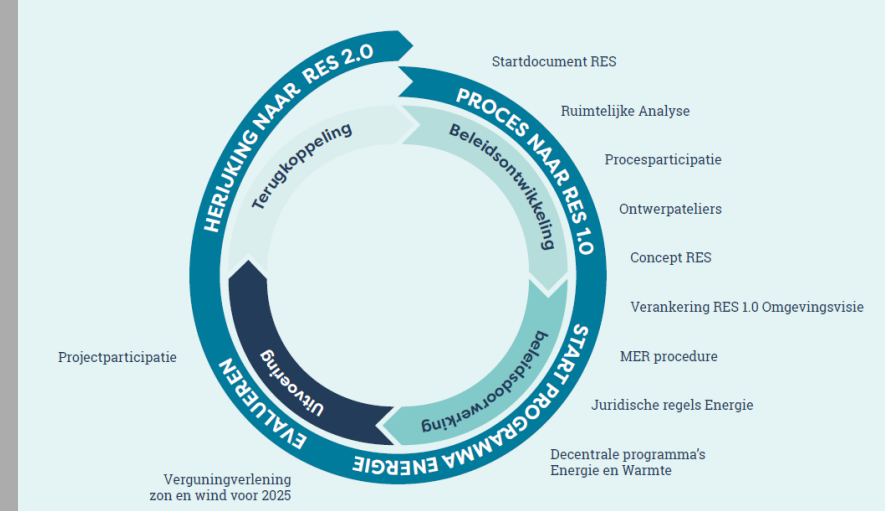 HERIJKING NAAR RES 2.0
PROCES NAAR RES 1.0
START PROGRAMMA ENERGIE
EVALUEREN
Terugkoppeling
Beleidsontwikkeling
beleidsdoorwerking
Uitvoering
Startdocument RES
Ruimtelijke Analyse
Procesparticipatie
Ontwerpateliers
Concept RES
Verankering RES 1.0 Omgevingsvisie
MER procedure
Juridische regels Energie
Decentrale programma's
Energie en Warmte
Verguningverlening
zon en wind voor 2025
Projectparticipatie